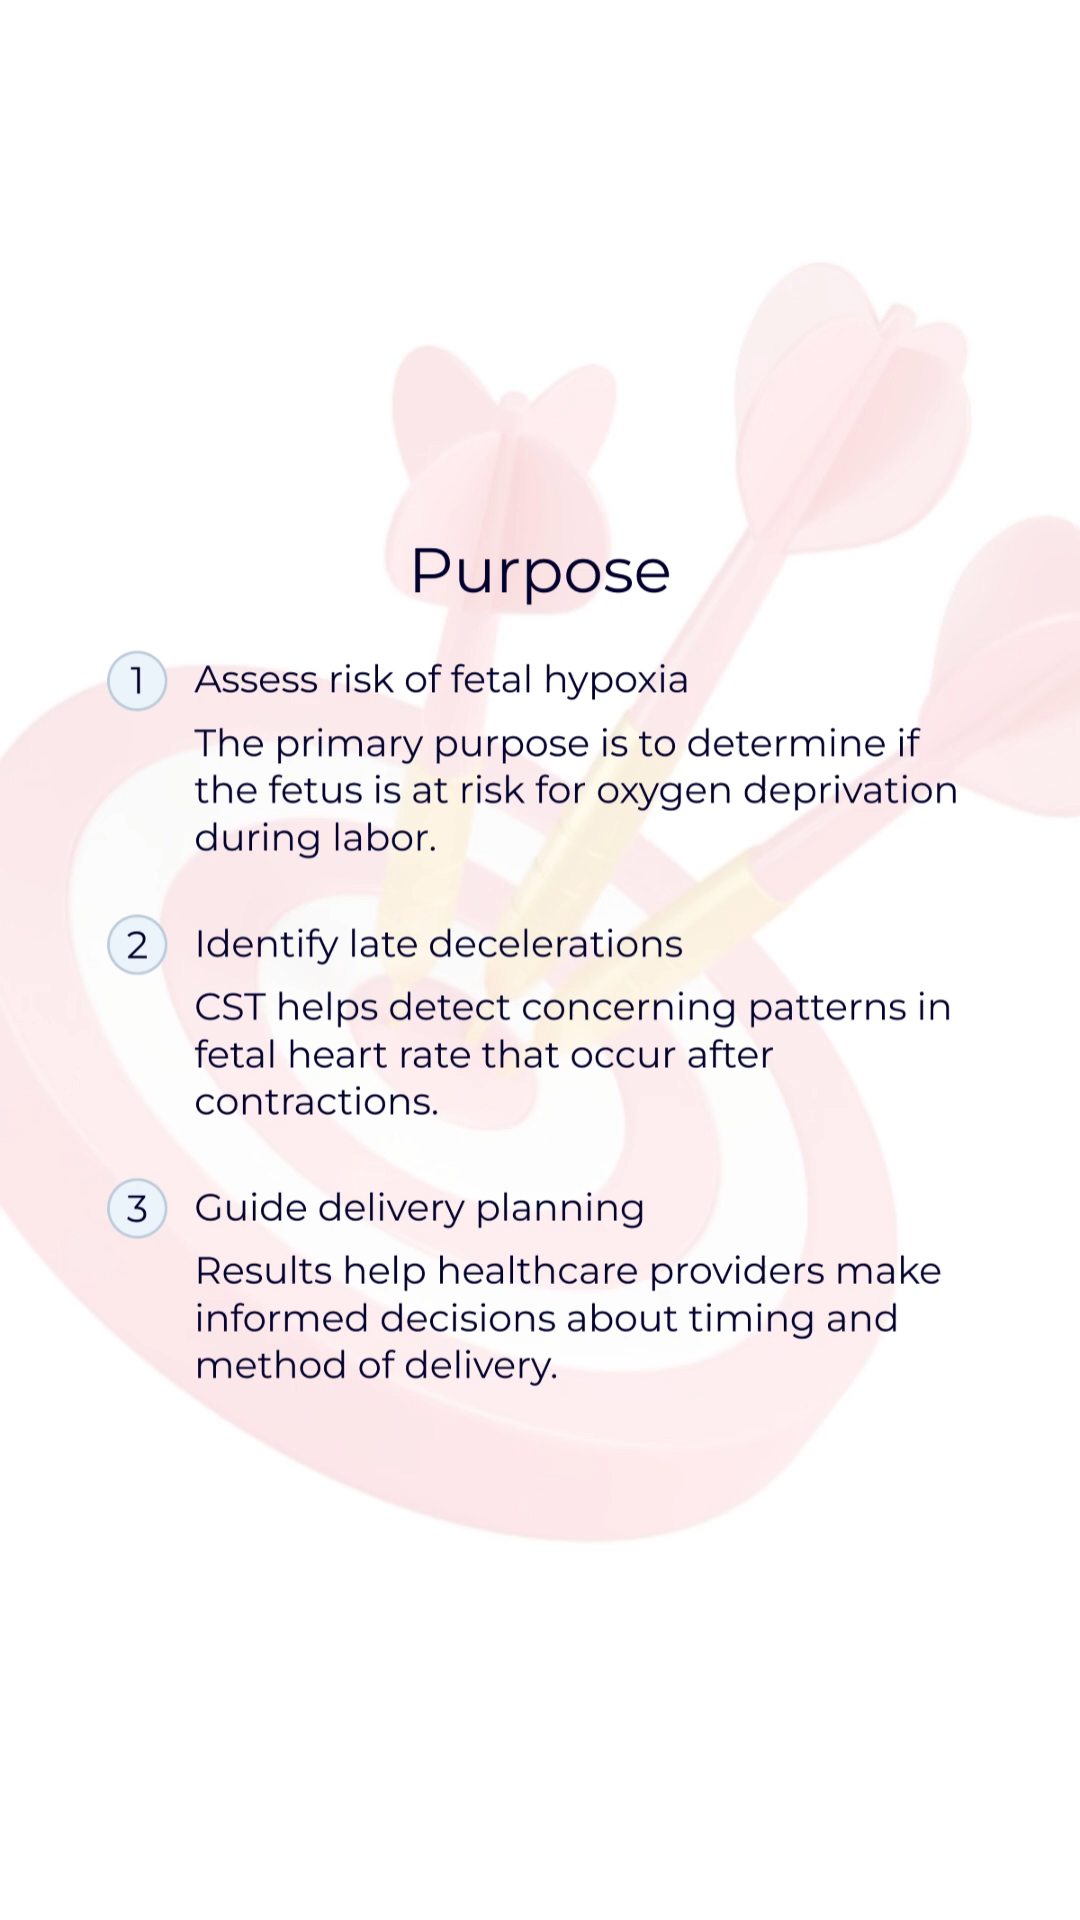 Purpose
1 Assess risk of fetal hypoxia
The primary purpose is to determine if
the fetus is at risk for oxygen deprivation
during labor.
2 Identify late decelerations
CST helps detect concerning patterns in
fetal heart rate that occur after
contractions.
3 Guide delivery planning
Results help healthcare providers make
informed decisions about timing and
method of delivery.